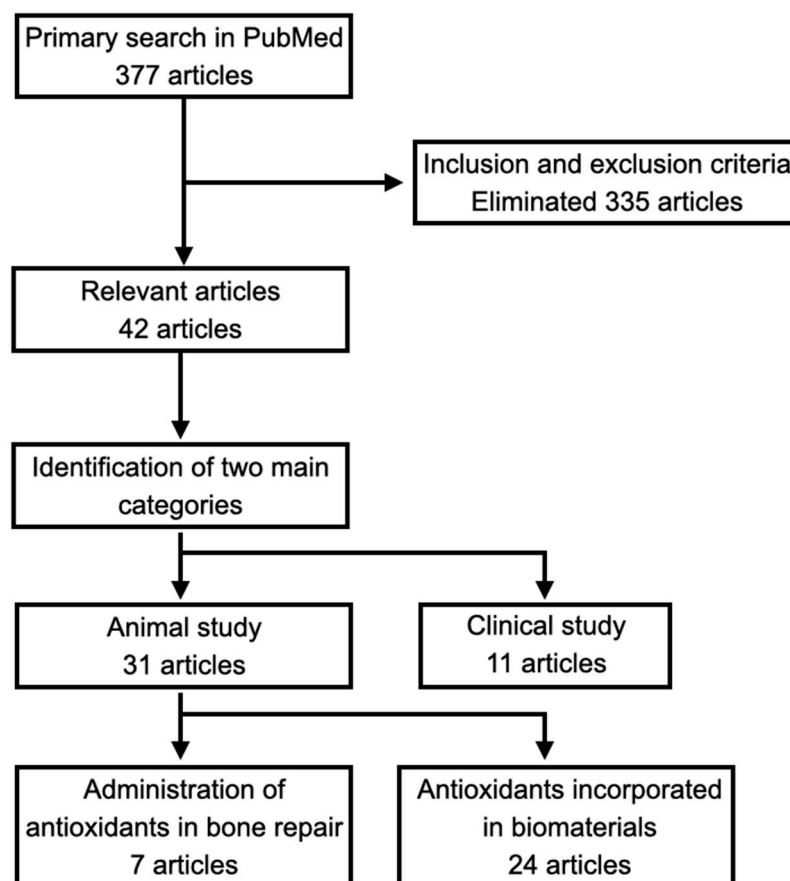 Primary search in PubMed
377 articles
Inclusion and exclusion criteria
Eliminated 335 articles
Relevant articles
42 articles
Identification of two main
categories
Animal study
31 articles
Clinical study
11 articles
Administration of
antioxidants in bone repair
7 articles
Antioxidants incorporated
in biomaterials
24 articles